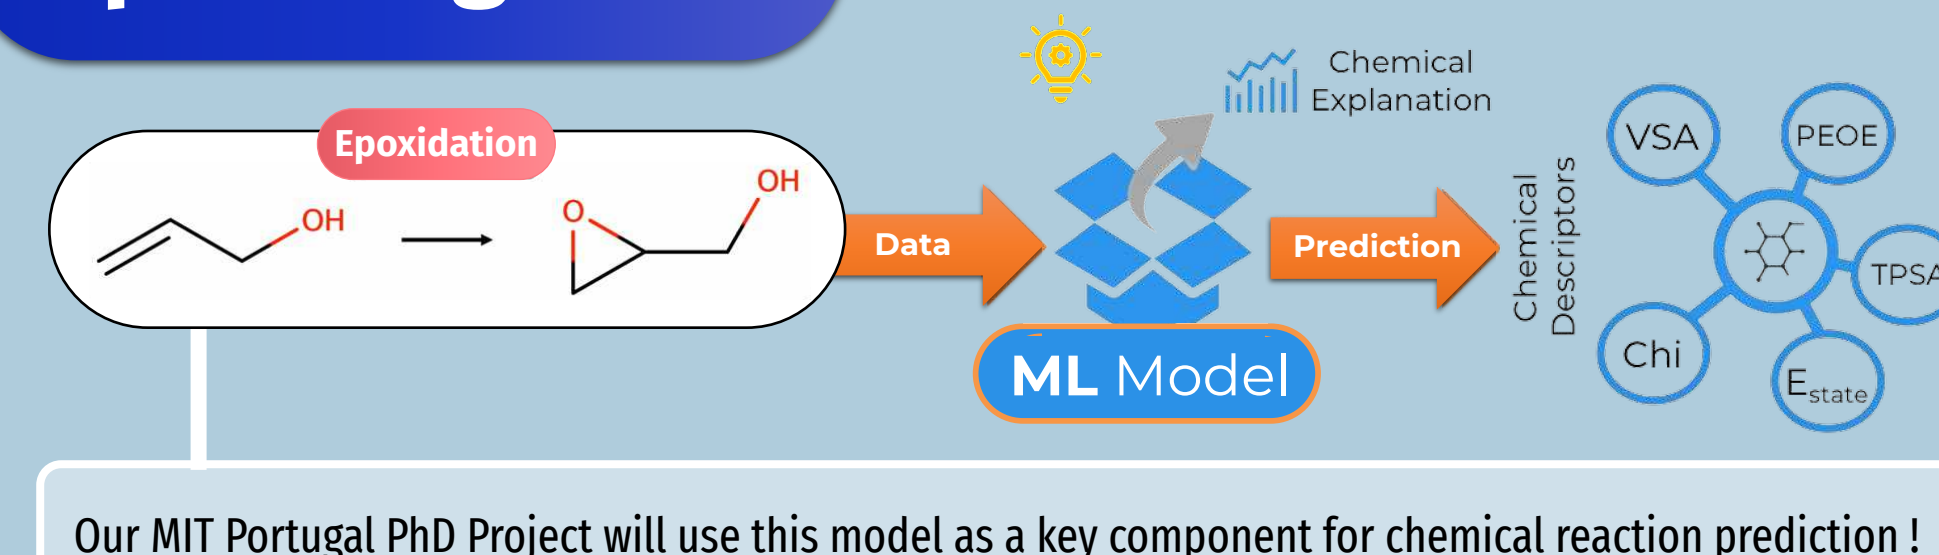 Epoxidation
OH
O
OH
Data
Chemical
Explanation
ML Model
Prediction
Chemical
Descriptors
VSA
PEOE
TPSA
Chi
Estate
Our MIT Portugal PhD Project will use this model as a key component for chemical reaction prediction !